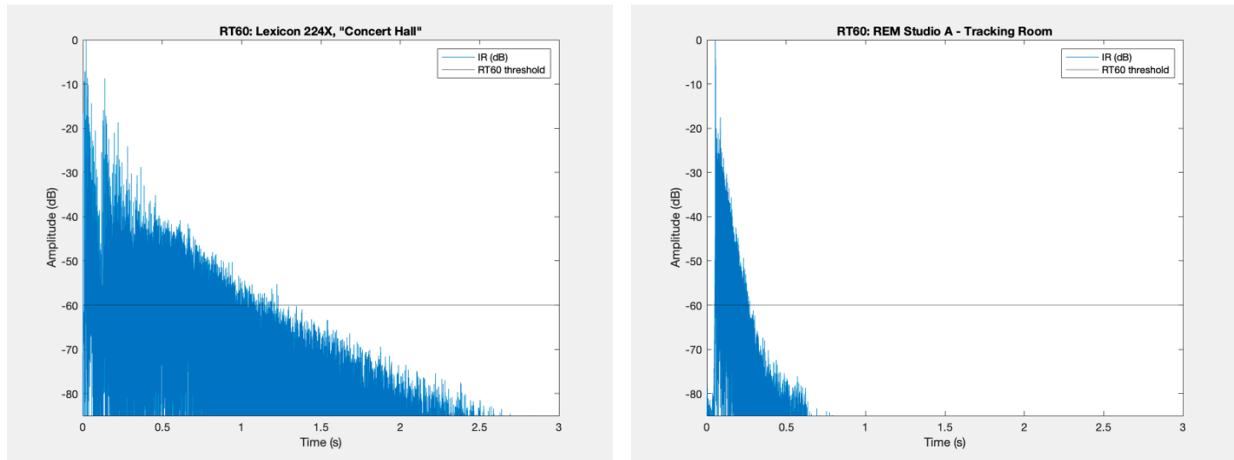 RT60: Lexicon 224X, "Concert Hall"
IR (dB)
RT60 threshold
Amplitude (dB)
0
-10
-20
-30
-40
-50
-60
-70
-80
0 0.5 1 1.5 2 2.5 3
Time (s)
RT60: REM Studio A - Tracking Room
IR (dB)
RT60 threshold
Amplitude (dB)
0
-10
-20
-30
-40
-50
-60
-70
-80
0 0.5 1 1.5 2 2.5 3
Time (s)